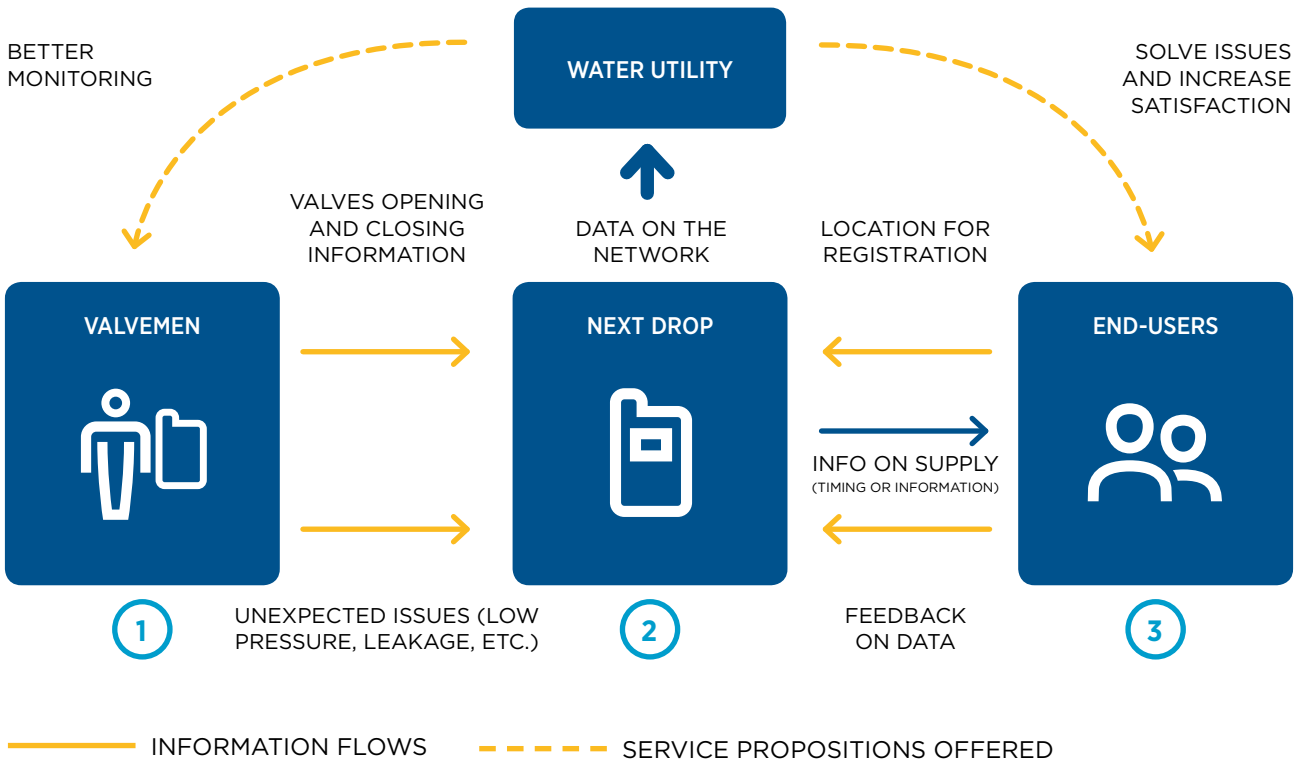 BETTER
MONITORING
WATER UTILITY
SOLVE ISSUES
AND INCREASE
SATISFACTION
VALVES OPENING
AND CLOSING
INFORMATION
DATA ON THE
NETWORK
LOCATION FOR
REGISTRATION
VALVEMEN
NEXT DROP
END-USERS
INFO ON SUPPLY
(TIMING OR INFORMATION)
1
UNEXPECTED ISSUES (LOW
PRESSURE, LEAKAGE, ETC.)
2
FEEDBACK
ON DATA
3
INFORMATION FLOWS
SERVICE PROPOSITIONS OFFERED